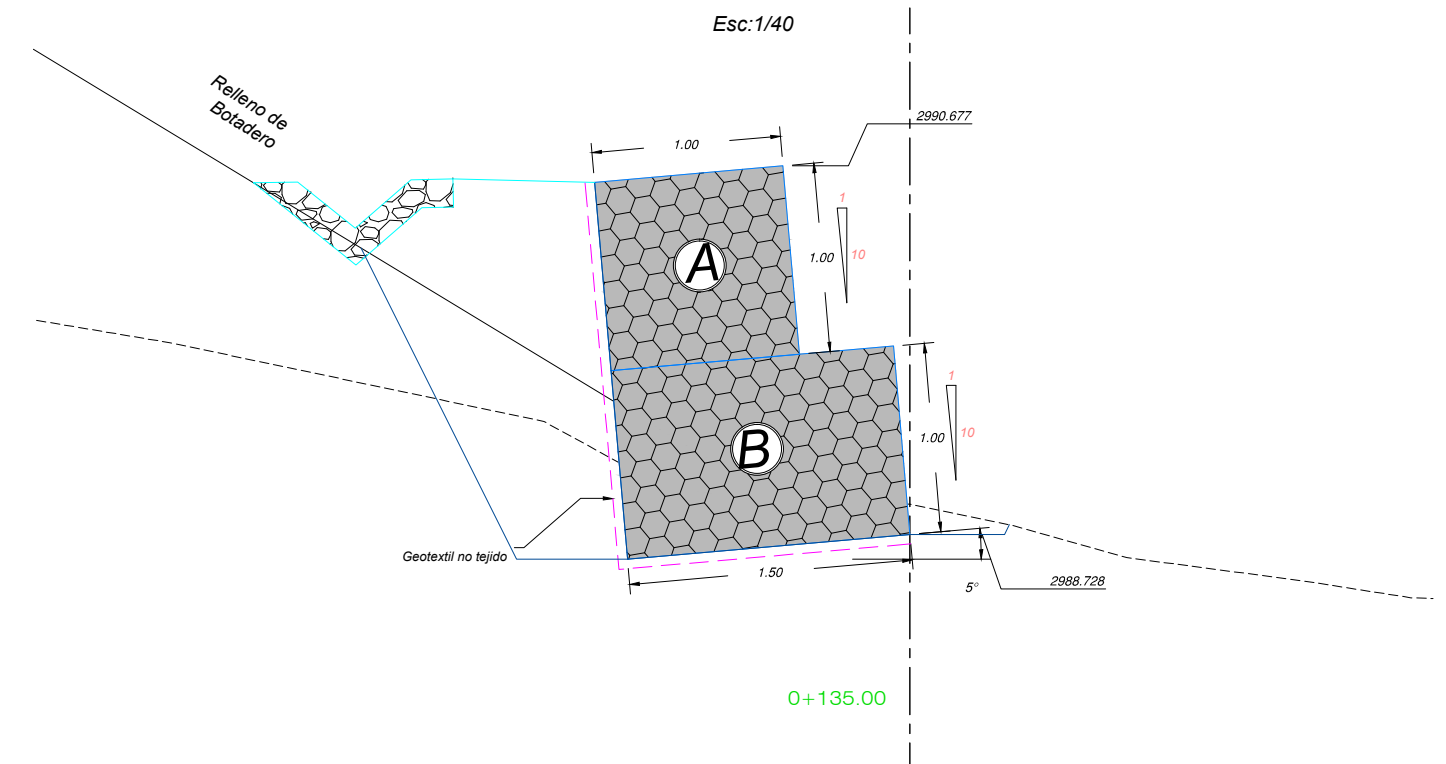 Esc:1/40
Relleno de
Botadero
2990.677
1.00
1
10
1.00
A
1
10
1.00
B
Geotextil no tejido
1.50
5°
2988.728
0+135.00